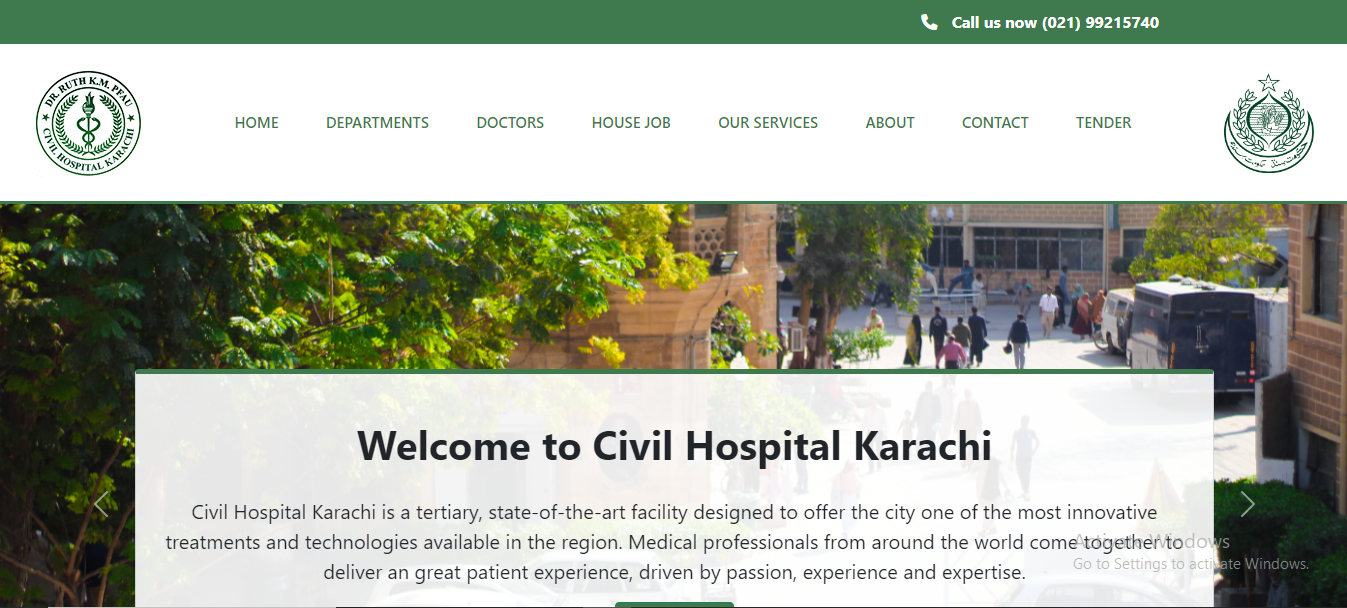 Call us now (021) 99215740
DR. RUTH K.M. PFAU
CIVIL HOSPITAL KARACHI
HOME DEPARTMENTS DOCTORS HOUSE JOB OUR SERVICES ABOUT CONTACT TENDER
Welcome to Civil Hospital Karachi
Civil Hospital Karachi is a tertiary, state-of-the-art facility designed to offer the city one of the most innovative
treatments and technologies available in the region. Medical professionals from around the world come together to
deliver an great patient experience, driven by passion, experience and expertise.
Activate Windows
Go to Settings to activate Windows.